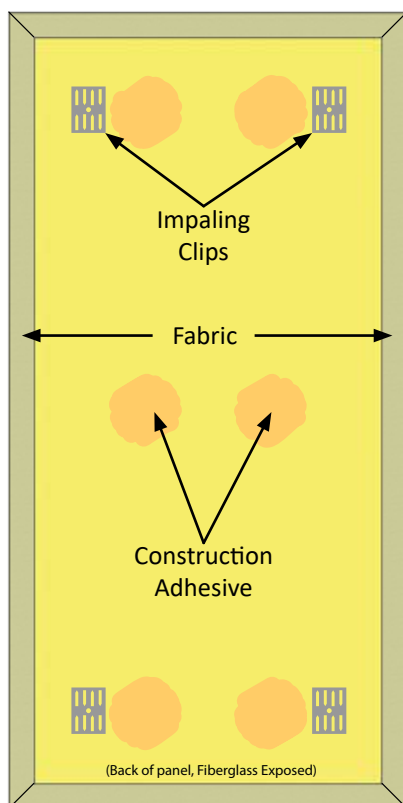 Impaling
Clips
Fabric
Construction
Adhesive
(Back of panel, Fiberglass Exposed)